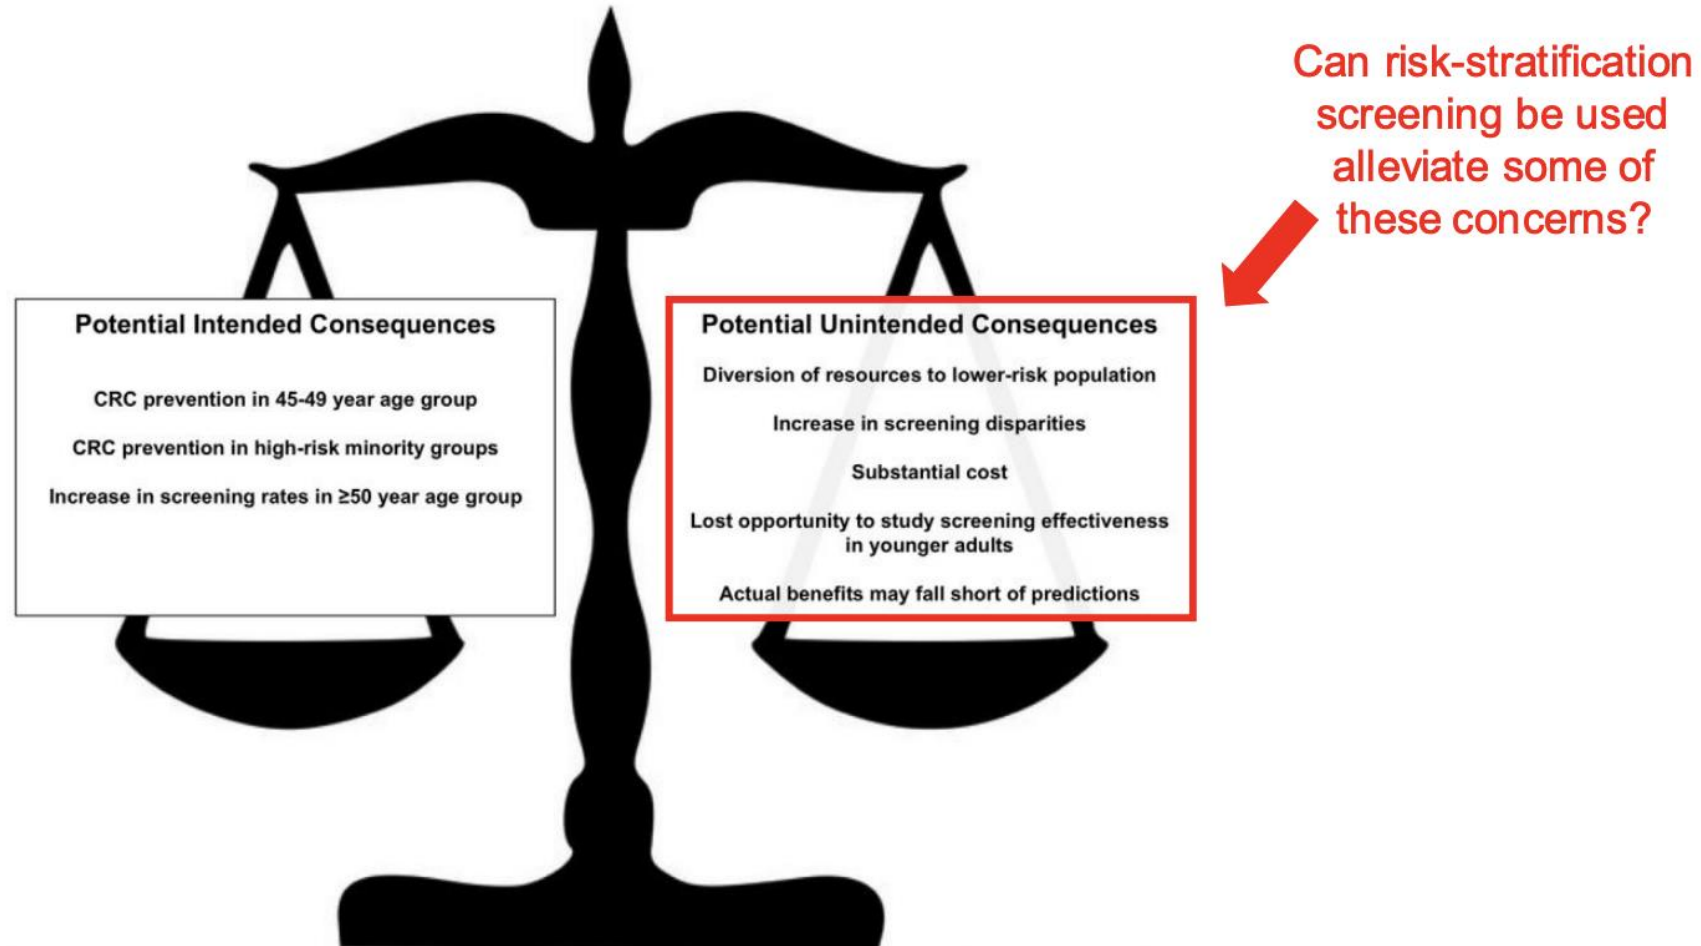 Can risk-stratification
screening be used
alleviate some of
these concerns?
Potential Intended Consequences
CRC prevention in 45-49 year age group
CRC prevention in high-risk minority groups
Increase in screening rates in ≥50 year age group
Potential Unintended Consequences
Diversion of resources to lower-risk population
Increase in screening disparities
Substantial cost
Lost opportunity to study screening effectiveness
in younger adults
Actual benefits may fall short of predictions